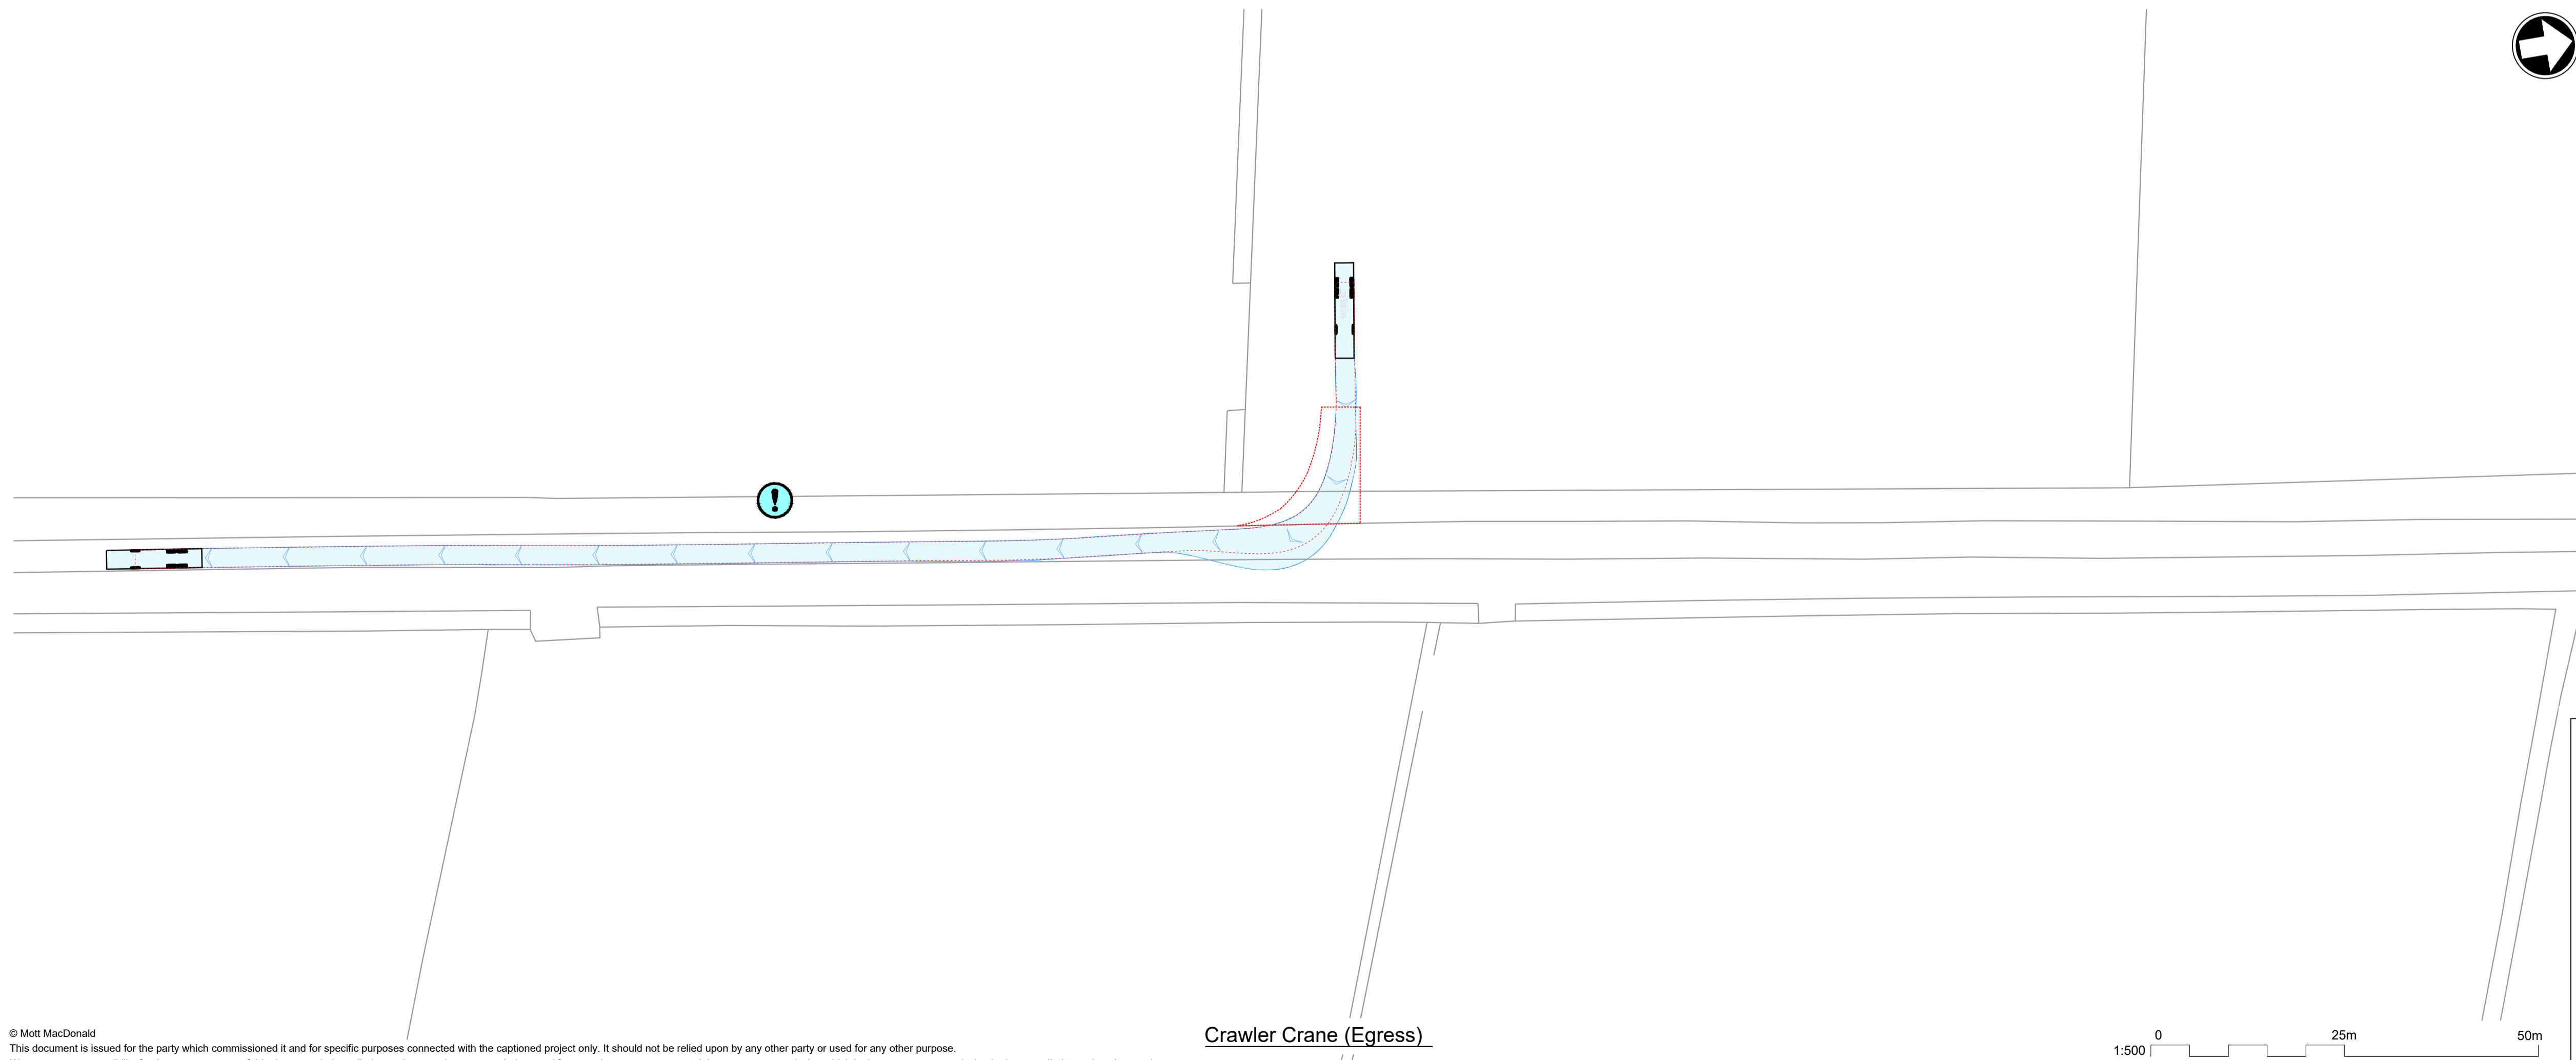 Crawler Crane (Egress)
© Mott MacDonald
This document is issued for the party which commissioned it and for specific purposes connected with the captioned project only. It should not be relied upon by any other party or used for any other purpose.
0 25m 50m
1:500